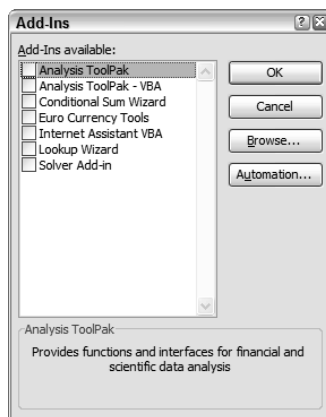 Add-Ins
Add-Ins available:
Analysis ToolPak
Analysis ToolPak - VBA
Conditional Sum Wizard
Euro Currency Tools
Internet Assistant VBA
Lookup Wizard
Solver Add-in
OK
Cancel
Browse...
Automation...
Analysis ToolPak
Provides functions and interfaces for financial and
scientific data analysis